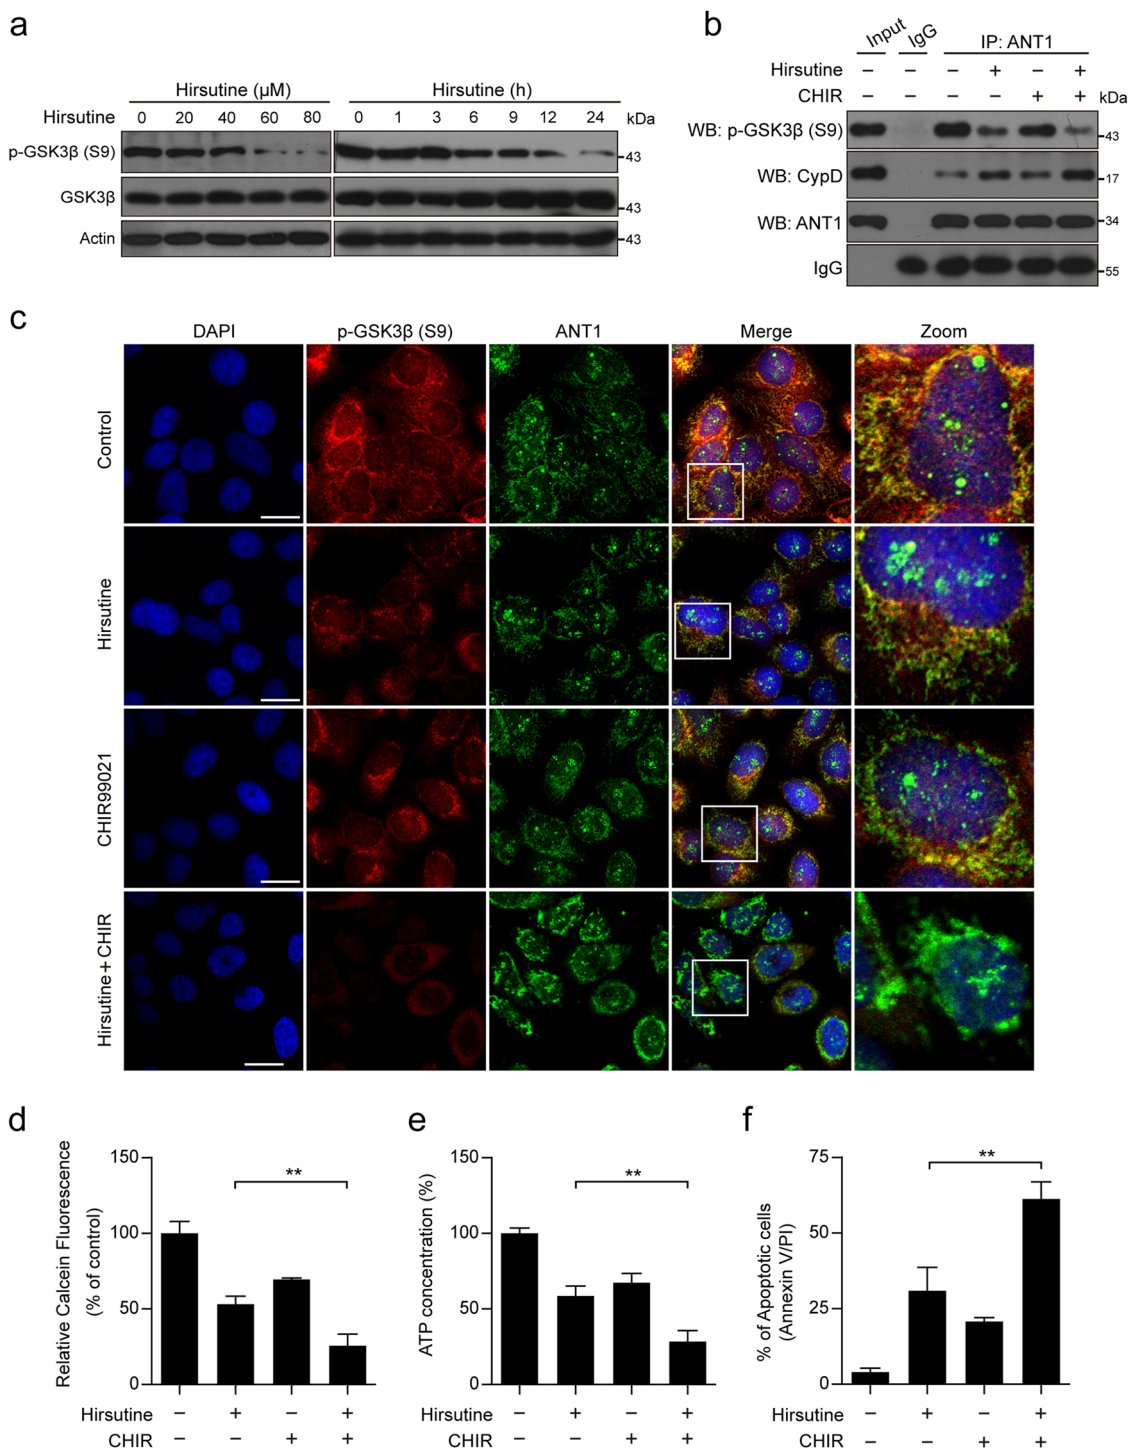 a
Hirsutine (μM) Hirsutine (h)
Hirsutine 0 20 40 60 80 0 1 3 6 9 12 24 kDa
p-GSK3β (S9) 43
GSK3β 43
Actin 43
b
Input IgG IP: ANT1
Hirsutine − − − + − +
CHIR − − − − + + kDa
WB: p-GSK3β (S9) 43
WB: CypD 17
WB: ANT1 34
IgG 55
c
DAPI p-GSK3β (S9) ANT1 Merge Zoom
Control
Hirsutine
CHIR99021
Hirsutine+CHIR
d
Relative Calcein Fluorescence
(% of control)
150
100
50
0
**
Hirsutine − + − +
CHIR − − + +
e
ATP concentration (%)
150
100
50
0
**
Hirsutine − + − +
CHIR − − + +
f
% of Apoptotic cells
(Annexin V/PI)
75
50
25
0
**
Hirsutine − + − +
CHIR − − + +